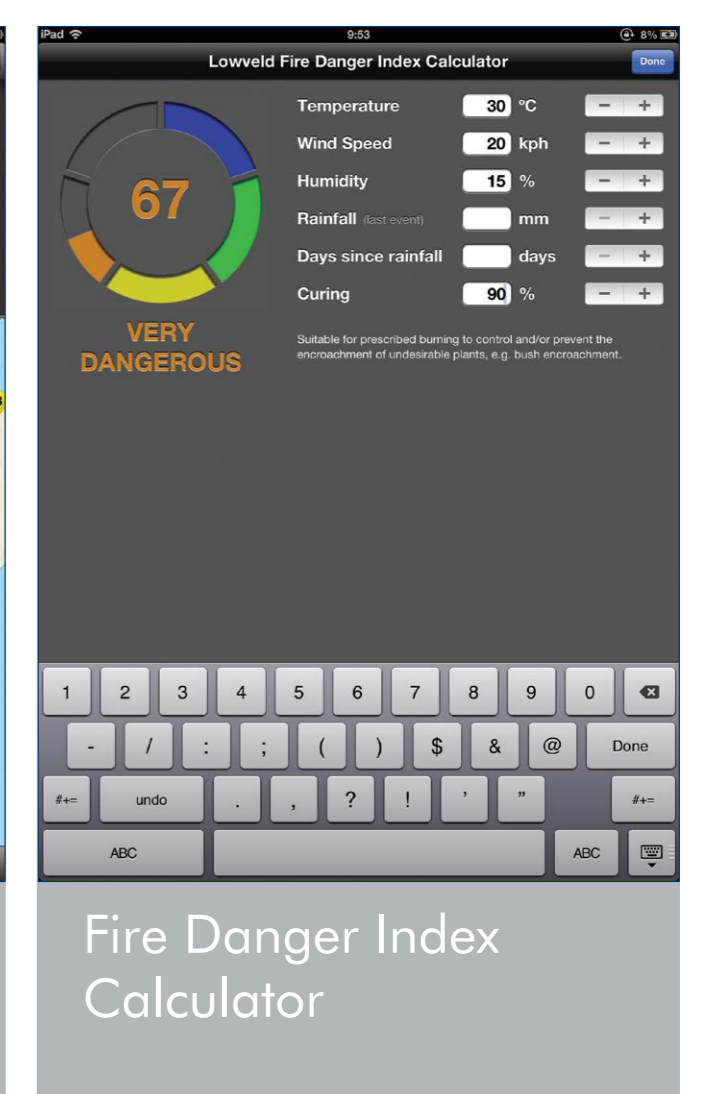 iPad 9:53 8%
Lowveld Fire Danger Index Calculator Done
67
VERY
DANGEROUS
Temperature 30 °C - +
Wind Speed 20 kph - +
Humidity 15 % - +
Rainfall (last event) mm - +
Days since rainfall days - +
Curing 90 % - +
Suitable for prescribed burning to control and/or prevent the
encroachment of undesirable plants, e.g. bush encroachment.
1 2 3 4 5 6 7 8 9 0
- / : ; ( ) $ & @ Done
#+= undo . , ? ! ' " #+=
ABC ABC
Fire Danger Index
Calculator